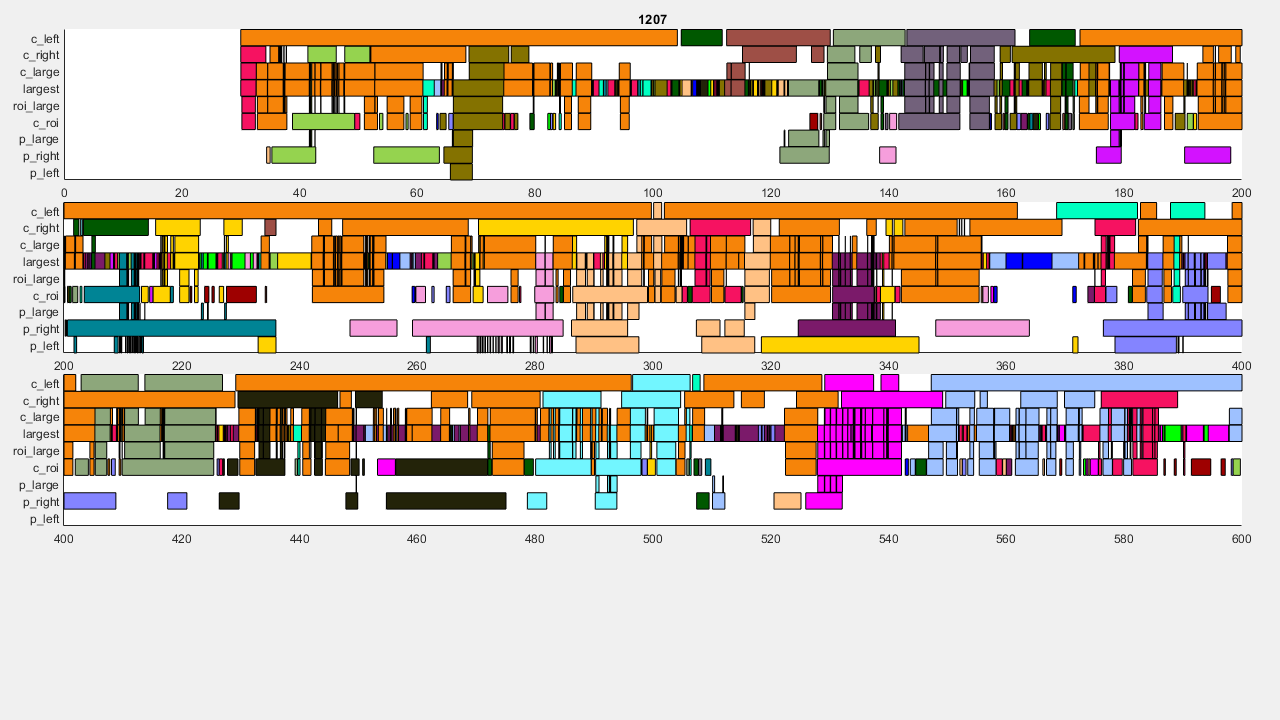 1207
c_left
c_right
c_large
largest
roi_large
c_roi
p_large
p_right
p_left
0 20 40 60 80 100 120 140 160 180 200
c_left
c_right
c_large
largest
roi_large
c_roi
p_large
p_right
p_left
200 220 240 260 280 300 320 340 360 380 400
c_left
c_right
c_large
largest
roi_large
c_roi
p_large
p_right
p_left
400 420 440 460 480 500 520 540 560 580 600